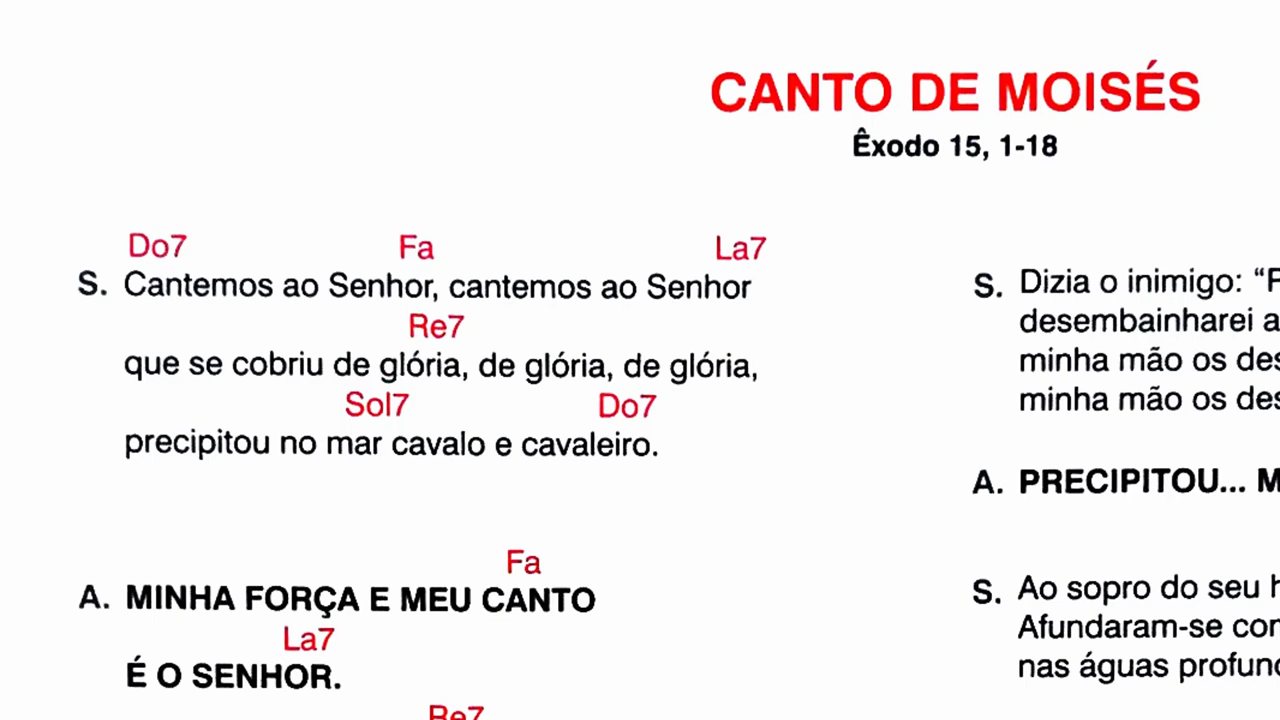 CANTO DE MOISÉS
Êxodo 15, 1-18
Do7 Fa La7
S. Cantemos ao Senhor, cantemos ao Senhor
Re7
que se cobriu de glória, de glória, de glória,
Sol7 Do7
precipitou no mar cavalo e cavaleiro.
Fa
A. MINHA FORÇA E MEU CANTO
La7
É O SENHOR.
Re7
S. Dizia o inimigo: “
desembainharei
minha mão os
minha mão os
A. PRECIPITOU...
S. Ao sopro do seu
Afundaram-se
nas águas